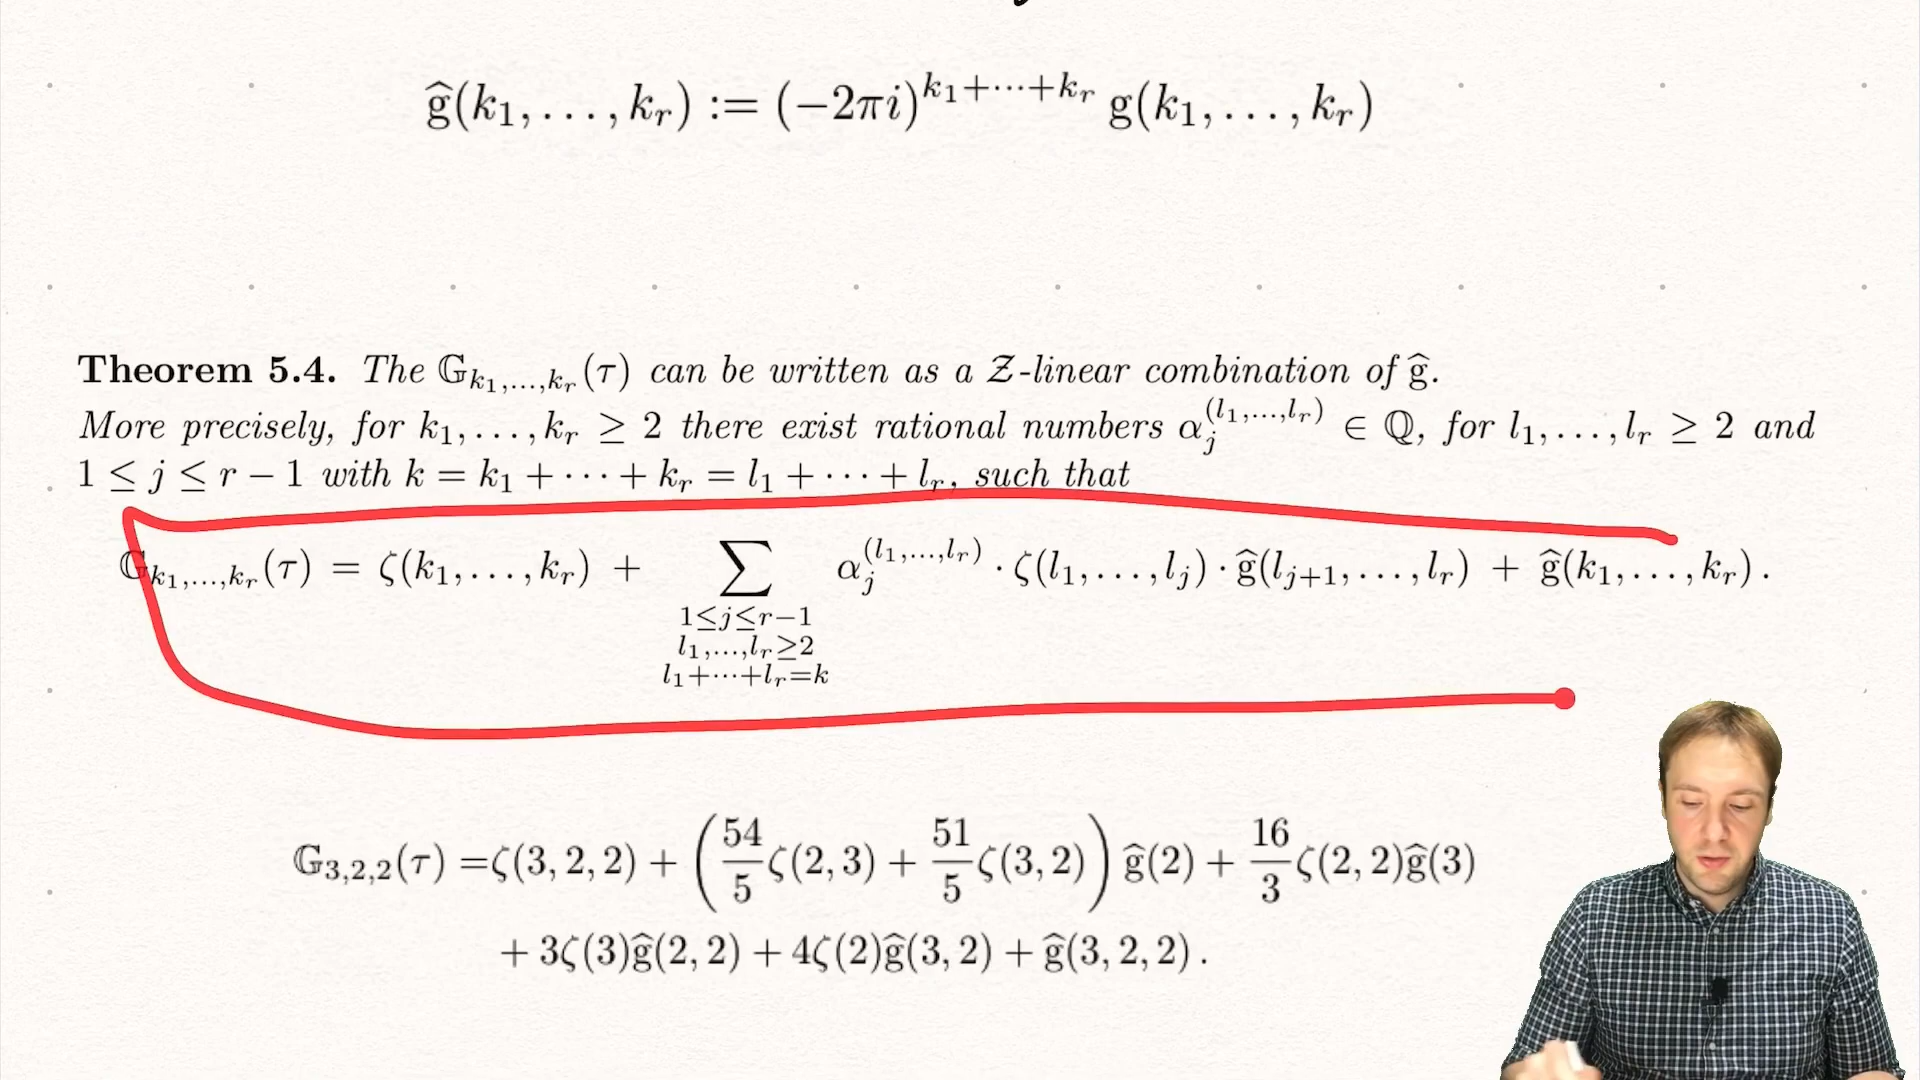 ĝ(k₁, . . . , kᵣ) := (−2πi)^{k₁+···+kᵣ} g(k₁, . . . , kᵣ)
Theorem 5.4. The 𝔾_{k₁,...,kᵣ}(τ) can be written as a 𝒵-linear combination of ĝ.
More precisely, for k₁, . . . , kᵣ ≥ 2 there exist rational numbers α_j^{(l₁,...,lᵣ)} ∈ ℚ, for l₁, . . . , lᵣ ≥ 2 and
1 ≤ j ≤ r − 1 with k = k₁ + · · · + kᵣ = l₁ + · · · + lᵣ, such that
𝔾_{k₁,...,kᵣ}(τ) = ζ(k₁, . . . , kᵣ) + ∑_{1≤j≤r−1, l₁,...,lᵣ≥2, l₁+···+lᵣ=k} α_j^{(l₁,...,lᵣ)} · ζ(l₁, . . . , l_j) · ĝ(l_{j+1}, . . . , lᵣ) + ĝ(k₁, . . . , kᵣ) .
𝔾_{3,2,2}(τ) =ζ(3, 2, 2) + (54/5 ζ(2, 3) + 51/5 ζ(3, 2)) ĝ(2) + 16/3 ζ(2, 2)ĝ(3)
+ 3ζ(3)ĝ(2, 2) + 4ζ(2)ĝ(3, 2) + ĝ(3, 2, 2) .